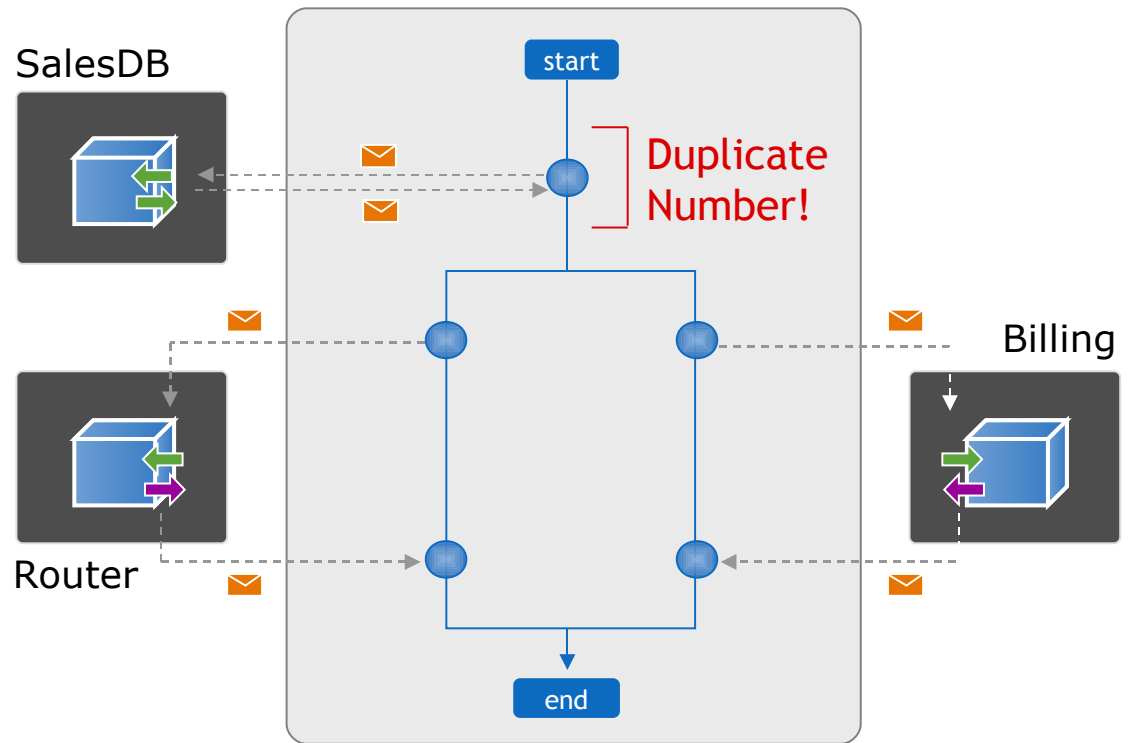 start
SalesDB
Duplicate
Number!
Billing
Router
end